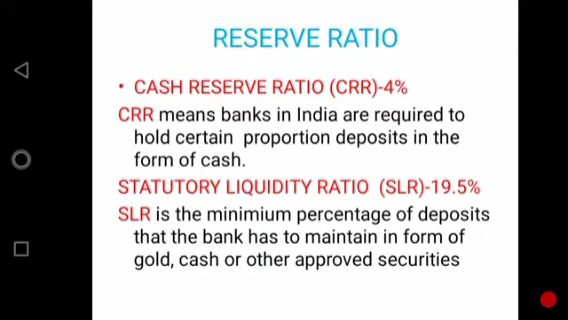 RESERVE RATIO
• CASH RESERVE RATIO (CRR)-4%
CRR means banks in India are required to
hold certain proportion deposits in the
form of cash.
STATUTORY LIQUIDITY RATIO (SLR)-19.5%
SLR is the minimium percentage of deposits
that the bank has to maintain in form of
gold, cash or other approved securities